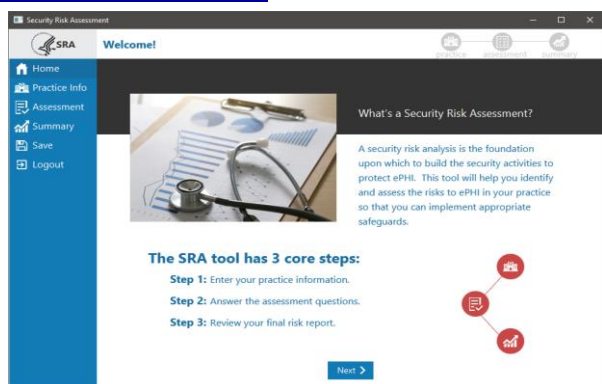 Security Risk Assessment
SRA
Welcome!
practice
assessment
summary
Home
Practice Info
Assessment
Summary
Save
Logout
What's a Security Risk Assessment?
A security risk analysis is the foundation
upon which to build the security activities to
protect ePHI. This tool will help you identify
and assess the risks to ePHI in your practice
so that you can implement appropriate
safeguards.
The SRA tool has 3 core steps:
Step 1: Enter your practice information.
Step 2: Answer the assessment questions.
Step 3: Review your final risk report.
Next